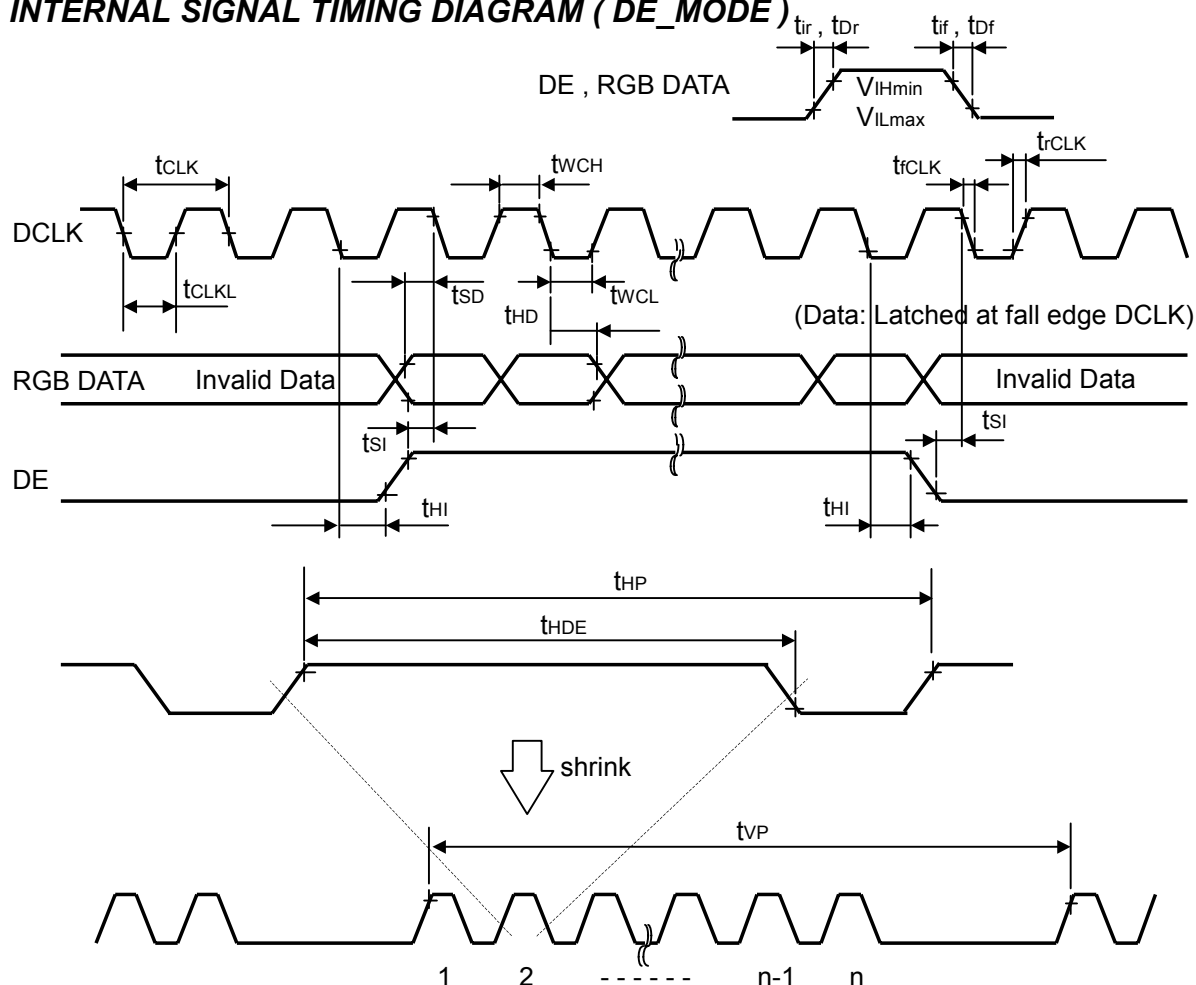 INTERNAL SIGNAL TIMING DIAGRAM ( DE_MODE )
tir , tDr
tif , tDf
DE , RGB DATA
VIHmin
VILmax
tCLK
tWCH
tfCLK
trCLK
DCLK
tCLKL
tSD
tWCL
tHD
(Data: Latched at fall edge DCLK)
RGB DATA
Invalid Data
Invalid Data
tSI
tSI
DE
tHI
tHI
tHP
tHDE
shrink
tVP
1 2 - - - - - - n-1 n